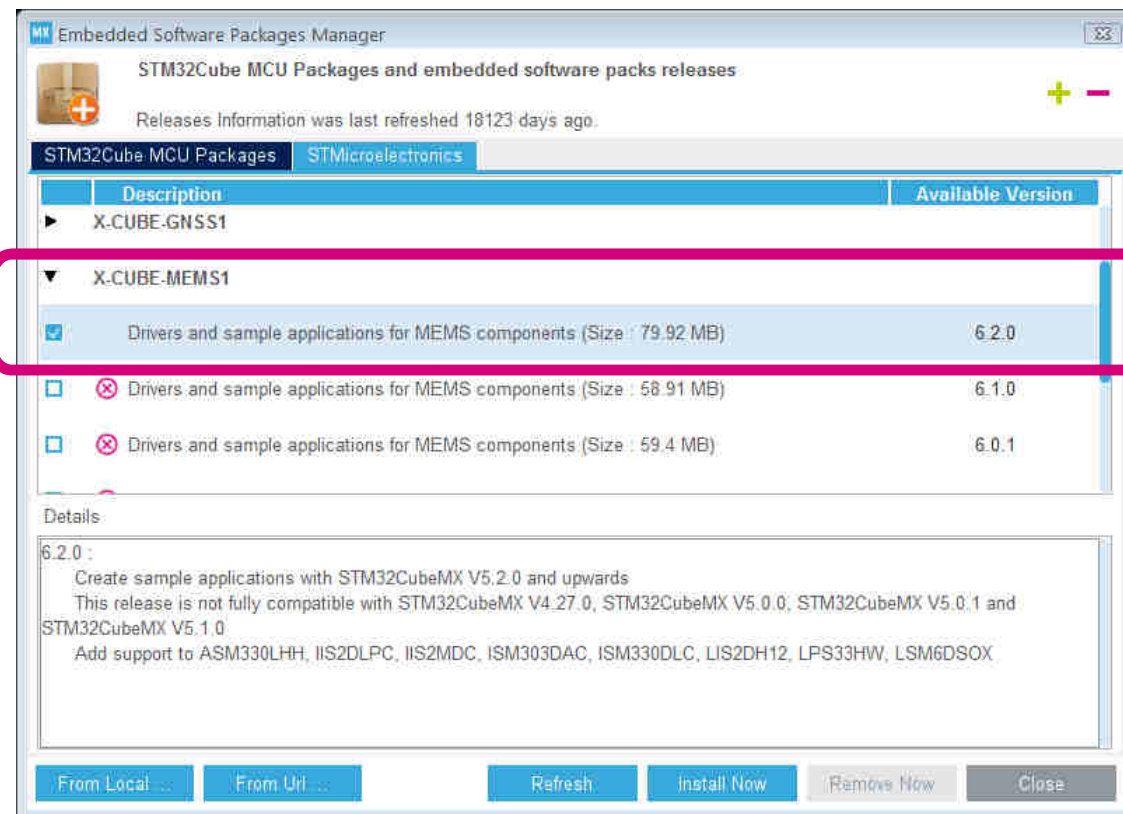 MX Embedded Software Packages Manager
STM32Cube MCU Packages and embedded software packs releases
Releases Information was last refreshed 18123 days ago.
STM32Cube MCU Packages STMicroelectronics
Description Available Version
X-CUBE-GNSS1
X-CUBE-MEMS1
Drivers and sample applications for MEMS components (Size : 79.92 MB) 6.2.0
Drivers and sample applications for MEMS components (Size : 58.91 MB) 6.1.0
Drivers and sample applications for MEMS components (Size : 59.4 MB) 6.0.1
Details
6.2.0 :
Create sample applications with STM32CubeMX V5.2.0 and upwards
This release is not fully compatible with STM32CubeMX V4.27.0, STM32CubeMX V5.0.0, STM32CubeMX V5.0.1 and
STM32CubeMX V5.1.0
Add support to ASM330LHH, IIS2DLPC, IIS2MDC, ISM303DAC, ISM330DLC, LIS2DH12, LPS33HW, LSM6DSOX
From Local ... From Url ... Refresh Install Now Remove Now Close